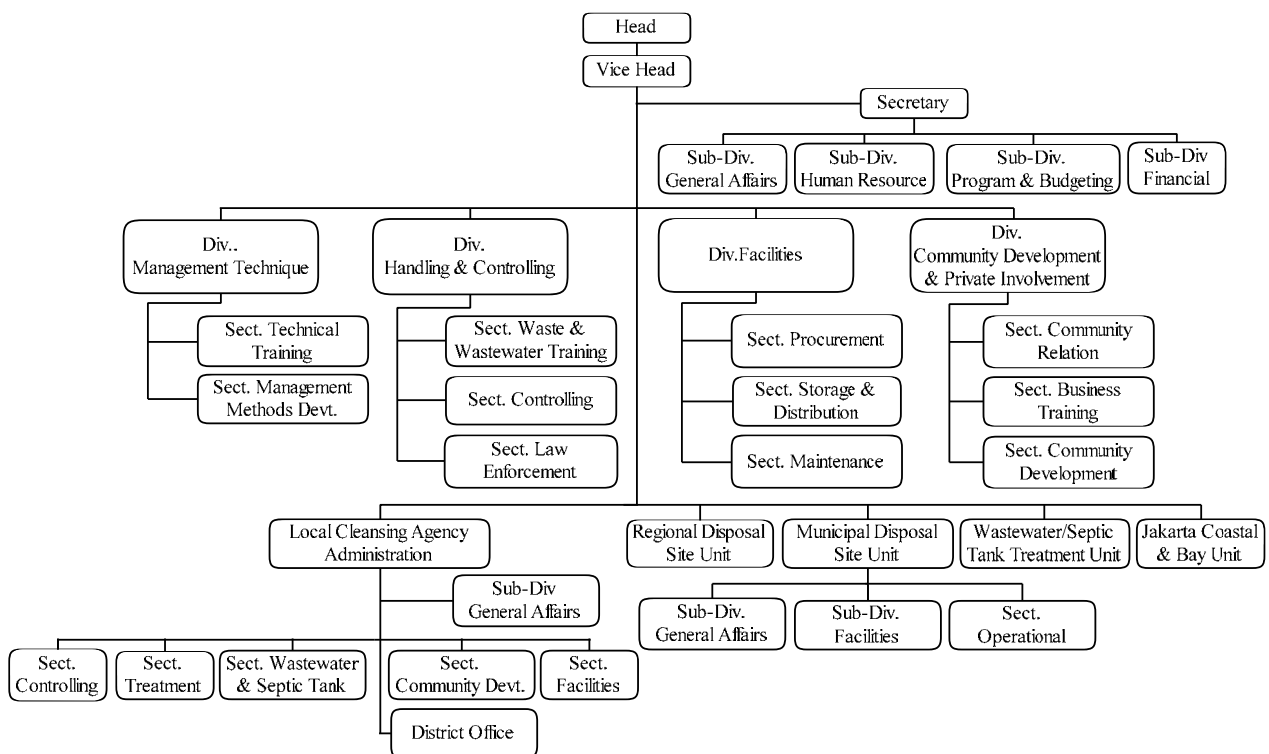 Head
Vice Head
Secretary
Sub-Div.
General Affairs
Sub-Div.
Human Resource
Sub-Div.
Program & Budgeting
Sub-Div
Financial
Div..
Management Technique
Div.
Handling & Controlling
Div.Facilities
Div.
Community Development
& Private Involvement
Sect. Technical
Training
Sect. Management
Methods Devt.
Sect. Waste &
Wastewater Training
Sect. Controlling
Sect. Law
Enforcement
Sect. Procurement
Sect. Storage &
Distribution
Sect. Maintenance
Sect. Community
Relation
Sect. Business
Training
Sect. Community
Development
Local Cleansing Agency
Administration
Regional Disposal
Site Unit
Municipal Disposal
Site Unit
Wastewater/Septic
Tank Treatment Unit
Jakarta Coastal
& Bay Unit
Sub-Div
General Affairs
Sub-Div.
General Affairs
Sub-Div.
Facilities
Sect.
Operational
Sect.
Controlling
Sect.
Treatment
Sect. Wastewater
& Septic Tank
Sect.
Community Devt.
Sect.
Facilities
District Office